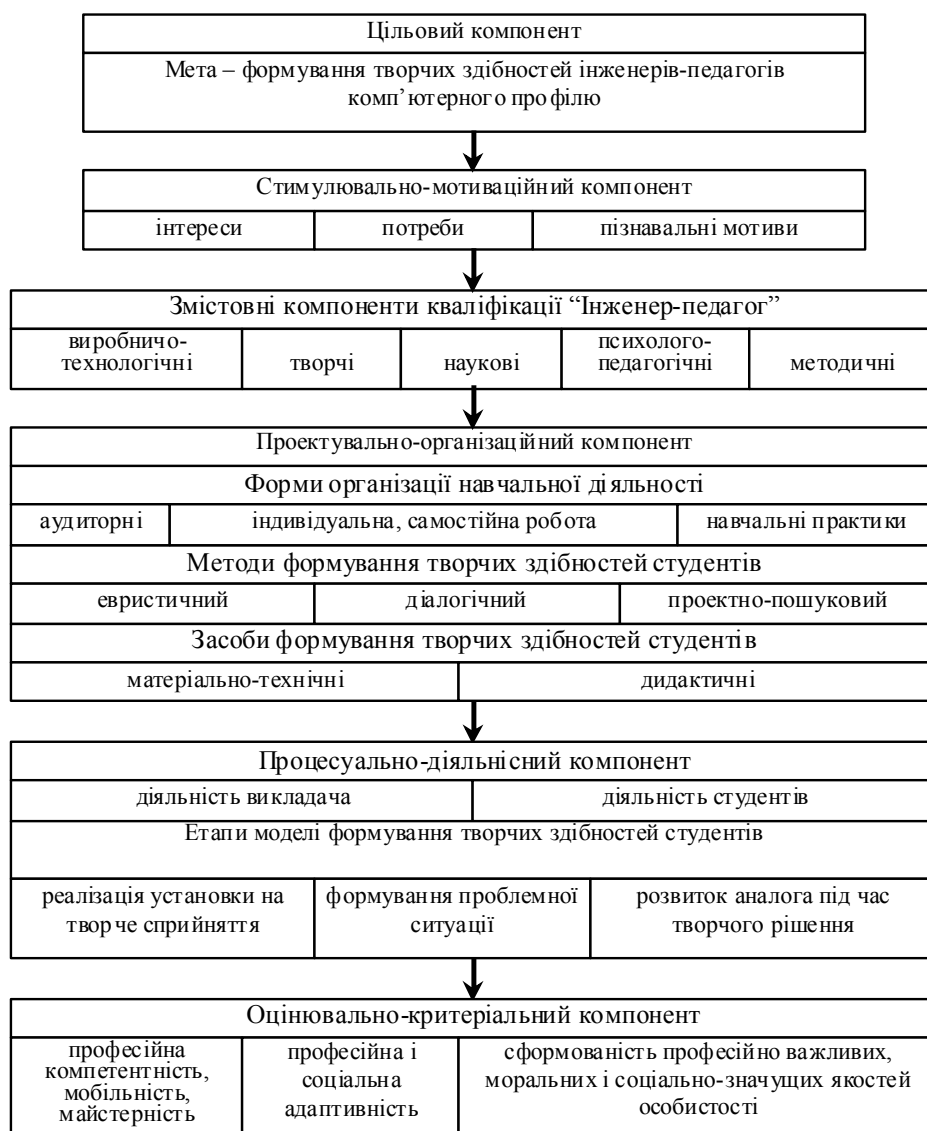 Цільовий компонент
Мета – формування творчих здібностей інженерів-педагогів
комп’ютерного профілю
Стимулювально-мотиваційний компонент
інтереси потреби пізнавальні мотиви
Змістовні компоненти кваліфікації “Інженер-педагог”
виробничо-
технологічні
творчі
наукові
психолого-
педагогічні
методичні
Проектувально-організаційний компонент
Форми організації навчальної діяльності
аудиторні індивідуальна, самостійна робота навчальні практики
Методи формування творчих здібностей студентів
евристичний діалогічний проектно-пошуковий
Засоби формування творчих здібностей студентів
матеріально-технічні дидактичні
Процесуально-діяльнісний компонент
діяльність викладача діяльність студентів
Етапи моделі формування творчих здібностей студентів
реалізація установки на
творче сприйняття
формування проблемної
ситуації
розвиток аналога під час
творчого рішення
Оцінювально-критеріальний компонент
професійна
компетентність,
мобільність,
майстерність
професійна і
соціальна
адаптивність
сформованість професійно важливих,
моральних і соціально-значущих якостей
особистості